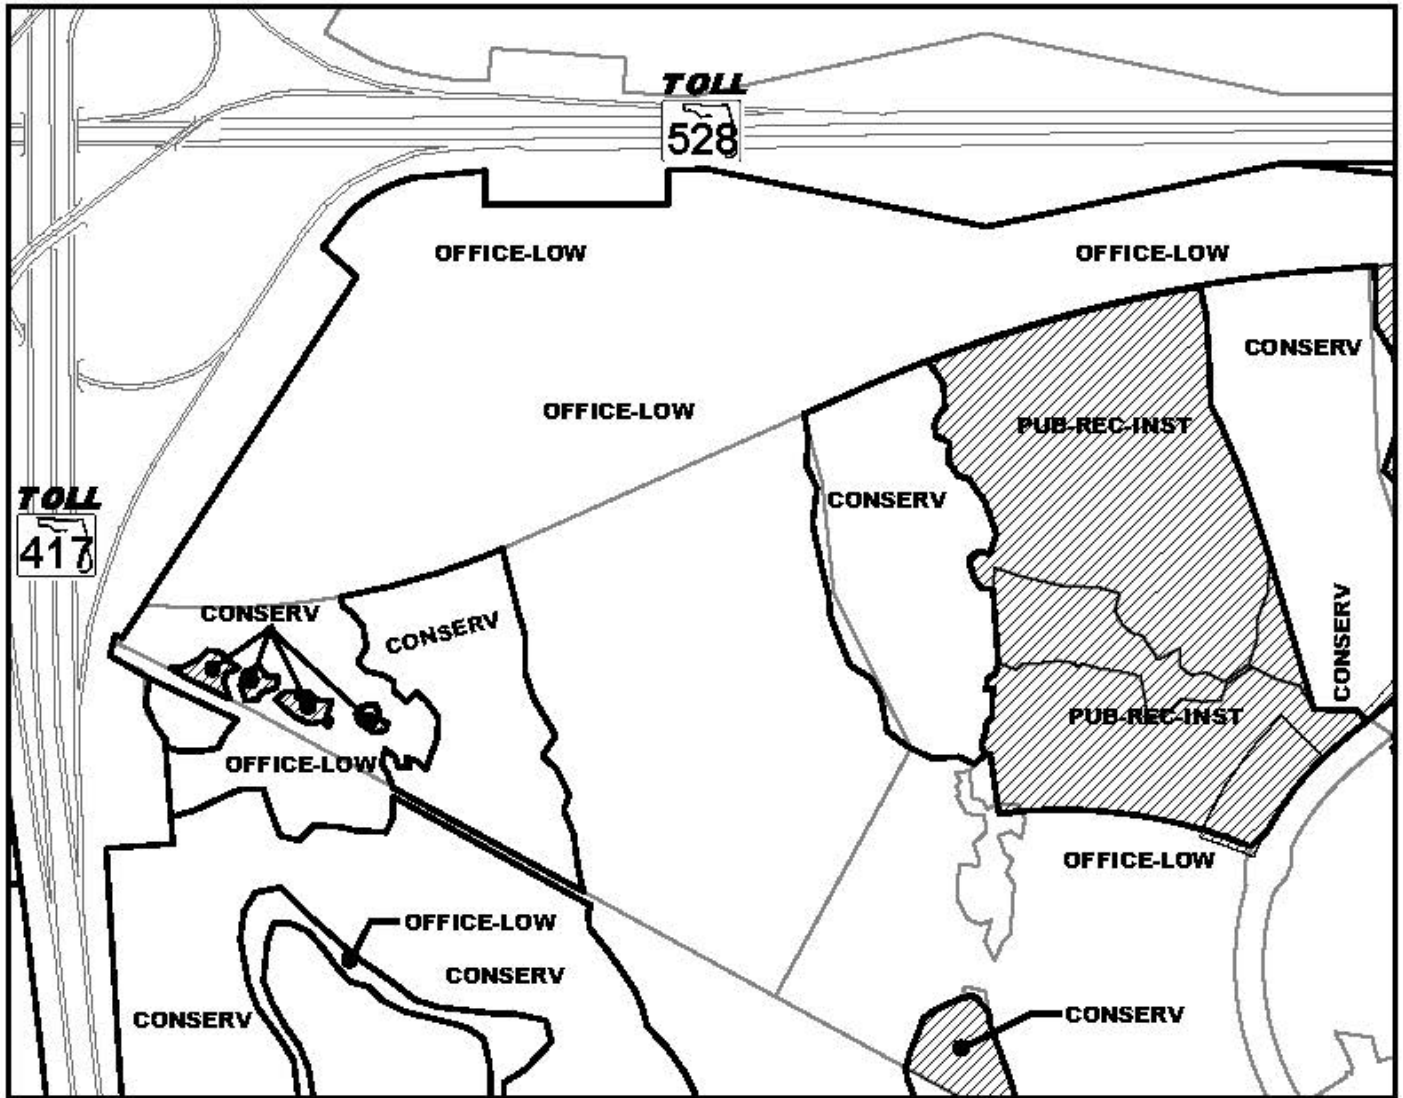 TOLL
528
OFFICE-LOW
OFFICE-LOW
CONSERV
OFFICE-LOW
PUB-REC-INST
CONSERV
TOLL
417
CONSERV
CONSERV
CONSERV
PUB-REC-INST
OFFICE-LOW
OFFICE-LOW
OFFICE-LOW
CONSERV
CONSERV
CONSERV